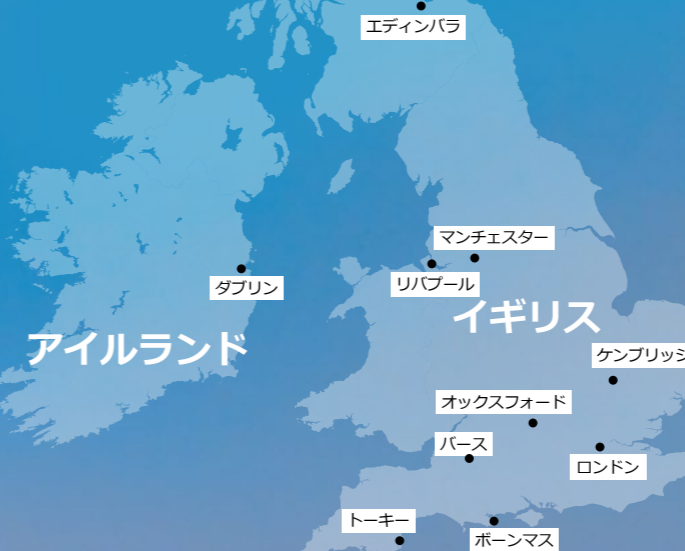 エディンバラ
マンチェスター
ダブリン
リバプール
イギリス
アイルランド
ケンブリッジ
オックスフォード
バース
ロンドン
トーキー
ボーンマス